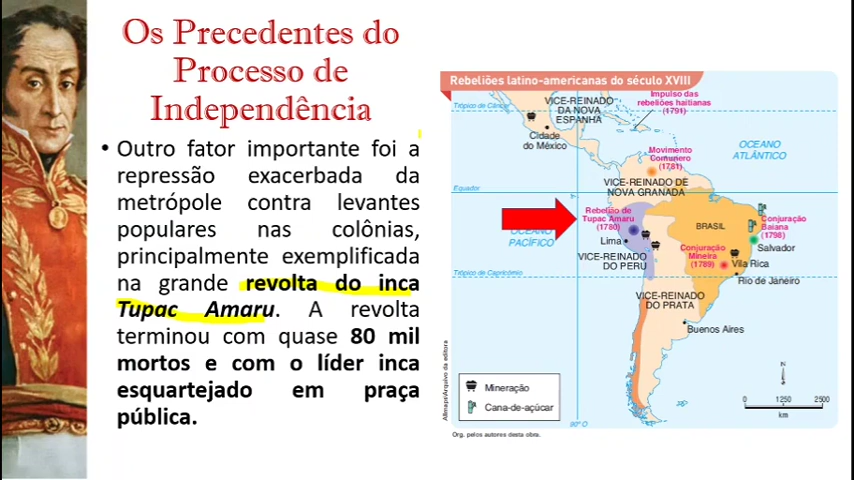 Os Precedentes do
Processo de
Independência
• Outro fator importante foi a
repressão exacerbada da
metrópole contra levantes
populares nas colônias,
principalmente exemplificada
na grande revolta do inca
Tupac Amaru. A revolta
terminou com quase 80 mil
mortos e com o líder inca
esquartejado em praça
pública.
Rebeliões latino-americanas do século XVIII
Impulso das
rebeliões haitianas
(1791)
Trópico de Câncer
VICE-REINADO
DA NOVA
ESPANHA
Cidade
do México
OCEANO
ATLÂNTICO
Movimento
Comunero
(1781)
Equador
VICE-REINADO DE
NOVA GRANADA
Rebelião de
Tupac Amaru
(1780)
OCEANO
PACÍFICO
Lima
BRASIL
Conjuração
Baiana
(1798)
Salvador
Conjuração
Mineira
(1789)
Vila Rica
VICE-REINADO
DO PERU
Trópico de Capricórnio
Rio de Janeiro
VICE-REINADO
DO PRATA
Buenos Aires
Mineração
Cana-de-açúcar
0 1250 2500
km
90° O
Allmaps/Arquivo da editora
Org. pelos autores desta obra.